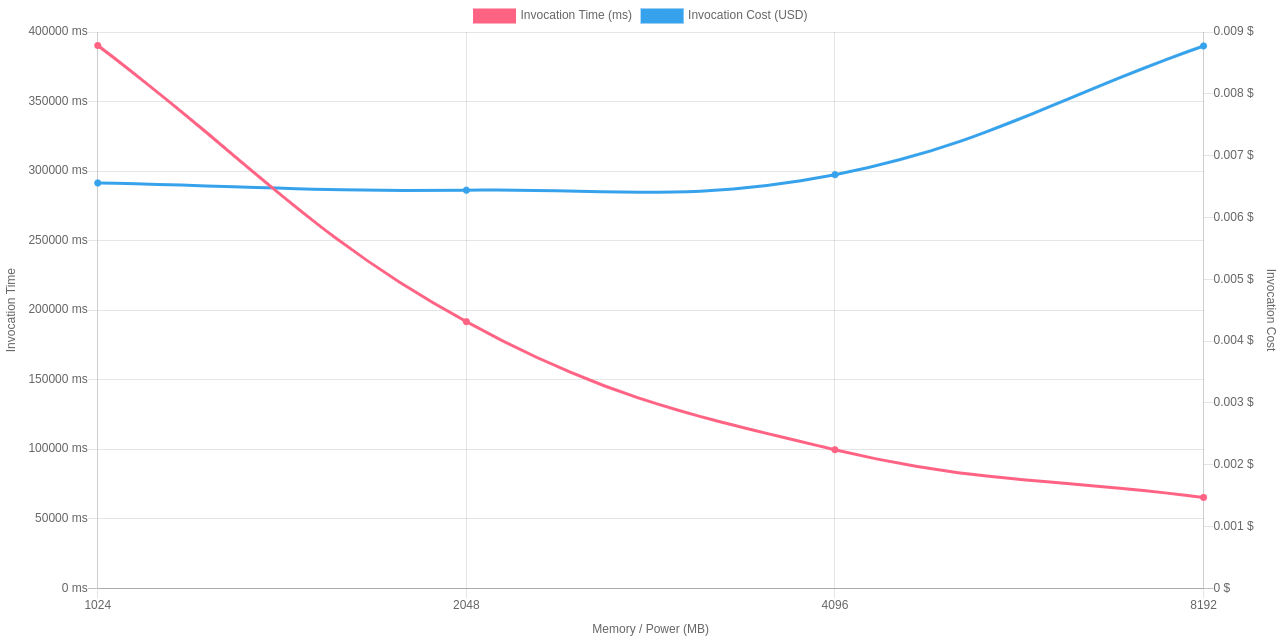 Invocation Time (ms) Invocation Cost (USD)
400000 ms
350000 ms
300000 ms
250000 ms
200000 ms
150000 ms
100000 ms
50000 ms
0 ms
Invocation Time
0.009 $
0.008 $
0.007 $
0.006 $
0.005 $
0.004 $
0.003 $
0.002 $
0.001 $
0 $
Invocation Cost
1024 2048 4096 8192
Memory / Power (MB)